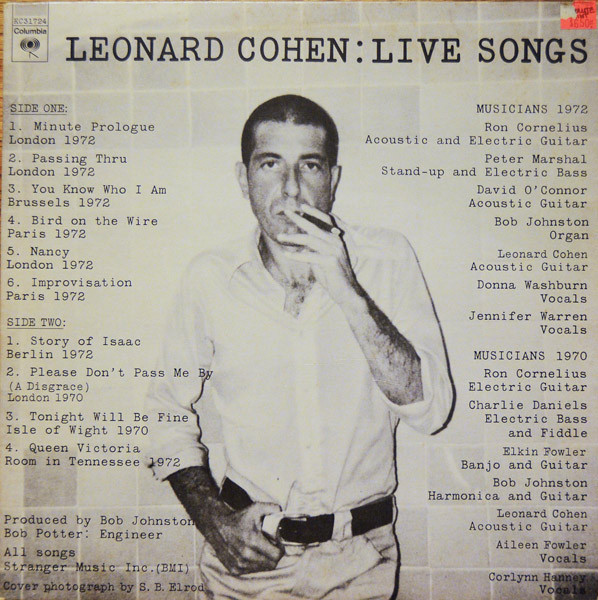 KC31794
Columbia
LEONARD COHEN: LIVE SONGS
SIDE ONE:
1. Minute Prologue
London 1972
2. Passing Thru
London 1972
3. You Know Who I Am
Brussels 1972
4. Bird on the Wire
Paris 1972
5. Nancy
London 1972
6. Improvisation
Paris 1972
SIDE TWO:
1. Story of Isaac
Berlin 1972
2. Please Don't Pass Me By
(A Disgrace)
London 1970
3. Tonight Will Be Fine
Isle of Wight 1970
4. Queen Victoria
Room in Tennessee 1972
Produced by Bob Johnston
Bob Potter: Engineer
All songs
Stranger Music Inc.(BMI)
Cover photograph by S. B. Elrod
MUSICIANS 1972
Ron Cornelius
Acoustic and Electric Guitar
Peter Marshal
Stand-up and Electric Bass
David O'Connor
Acoustic Guitar
Bob Johnston
Organ
Leonard Cohen
Acoustic Guitar
Donna Washburn
Vocals
Jennifer Warren
Vocals
MUSICIANS 1970
Ron Cornelius
Electric Guitar
Charlie Daniels
Electric Bass
and Fiddle
Elkin Fowler
Banjo and Guitar
Bob Johnston
Harmonica and Guitar
Leonard Cohen
Acoustic Guitar
Aileen Fowler
Vocals
Corlynn Hanney
Vocals